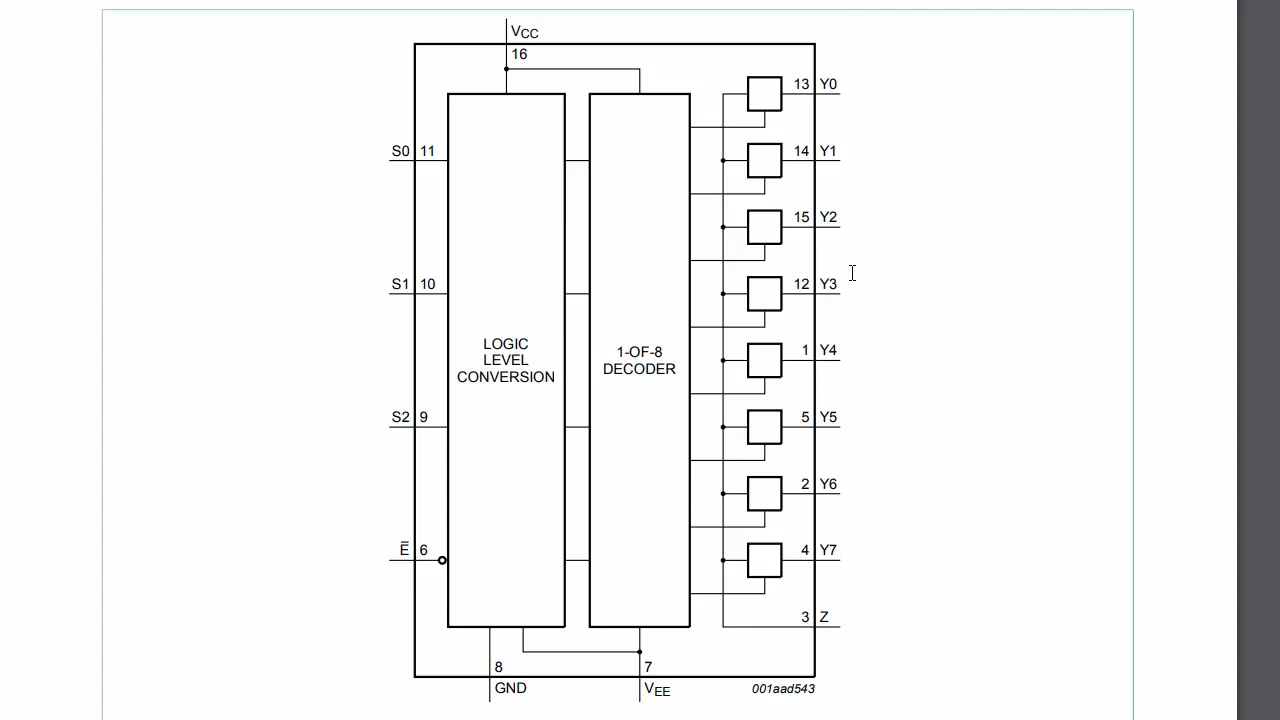 VCC
16
13 Y0
S0 11
14 Y1
15 Y2
S1 10
12 Y3
LOGIC
LEVEL
CONVERSION
1-OF-8
DECODER
1 Y4
S2 9
5 Y5
2 Y6
E̅ 6
4 Y7
3 Z
8
GND
7
VEE
001aad543